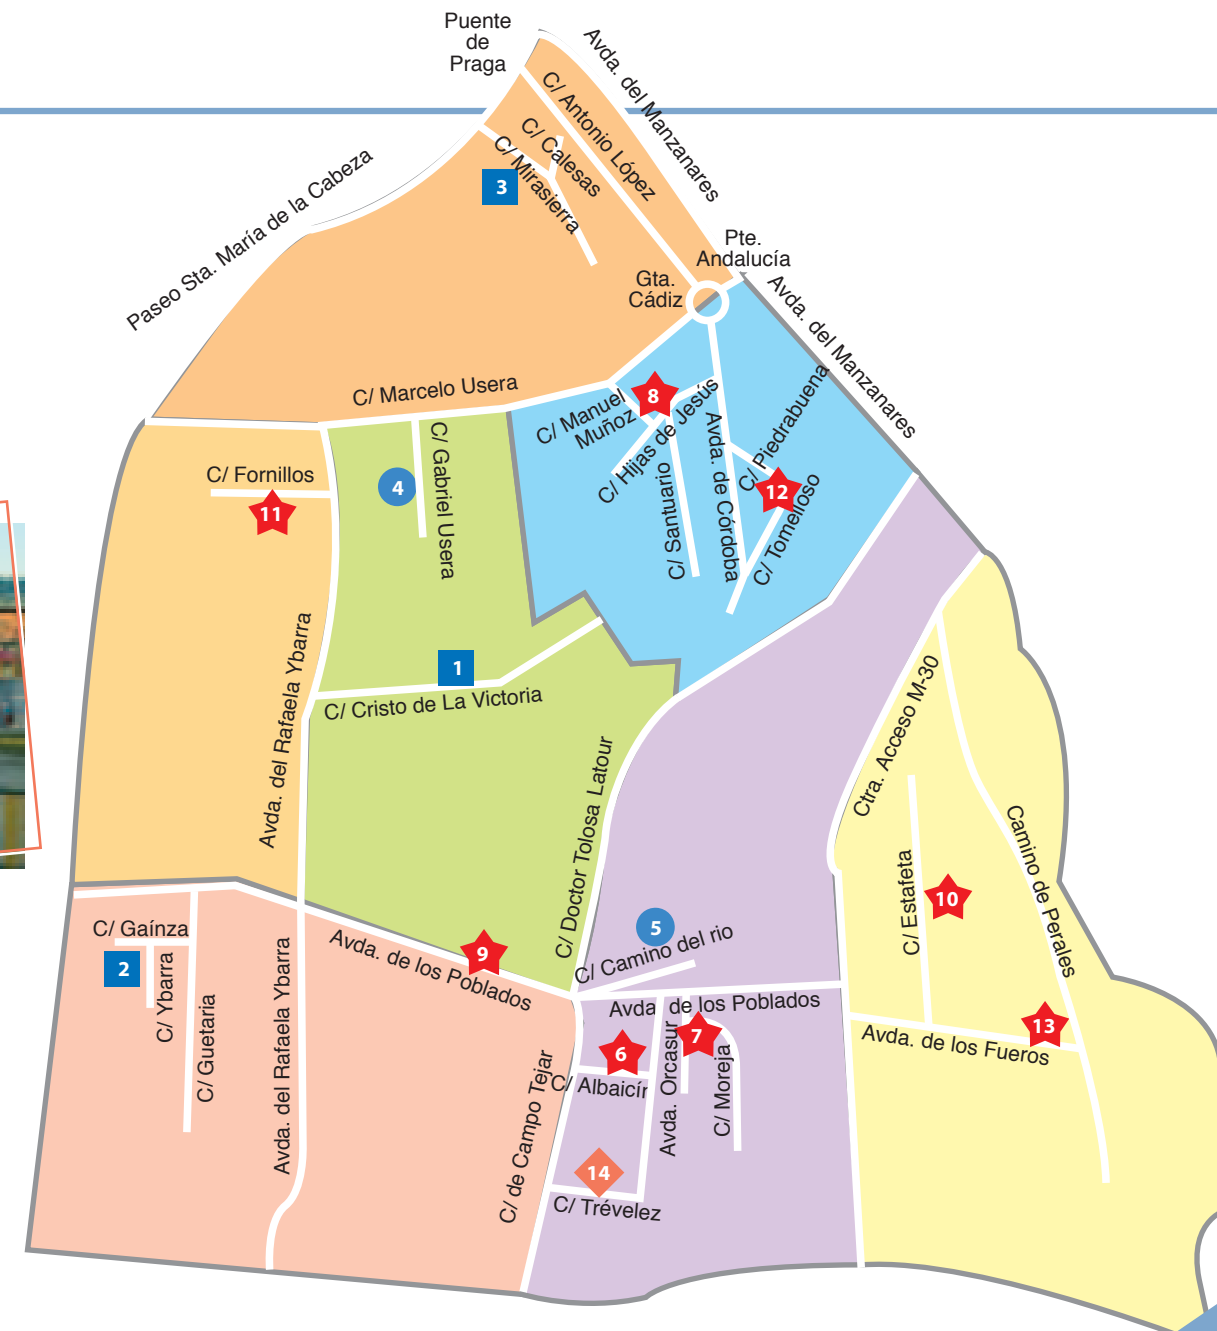 Puente
de
Praga
Avda. del Manzanares
C/ Antonio López
C/ Calesas
C/ Mirasierra
3
Paseo Sta. María de la Cabeza
Pte.
Andalucía
Gta.
Cádiz
Avda. del Manzanares
C/ Marcelo Usera
C/ Manuel
Muñoz
8
C/ Hijas de Jesús
C/ Piedrabuena
C/ Santuario
Avda. de Córdoba
12
C/ Tomelloso
C/ Fornillos
11
4
C/ Gabriel Usera
Avda. del Rafaela Ybarra
1
C/ Cristo de La Victoria
C/ Doctor Tolosa Latour
Ctra. Acceso M-30
Camino de Perales
C/ Estafeta
10
C/ Gaínza
2
C/ Ybarra
C/ Guetaria
Avda. del Rafaela Ybarra
Avda. de los Poblados
9
5
C/ Camino del rio
Avda. de los Poblados
13
Avda. de los Fueros
6
7
C/ Albaicín
Avda. Orcasur
C/ Moreja
C/ de Campo Tejar
14
C/ Trévelez